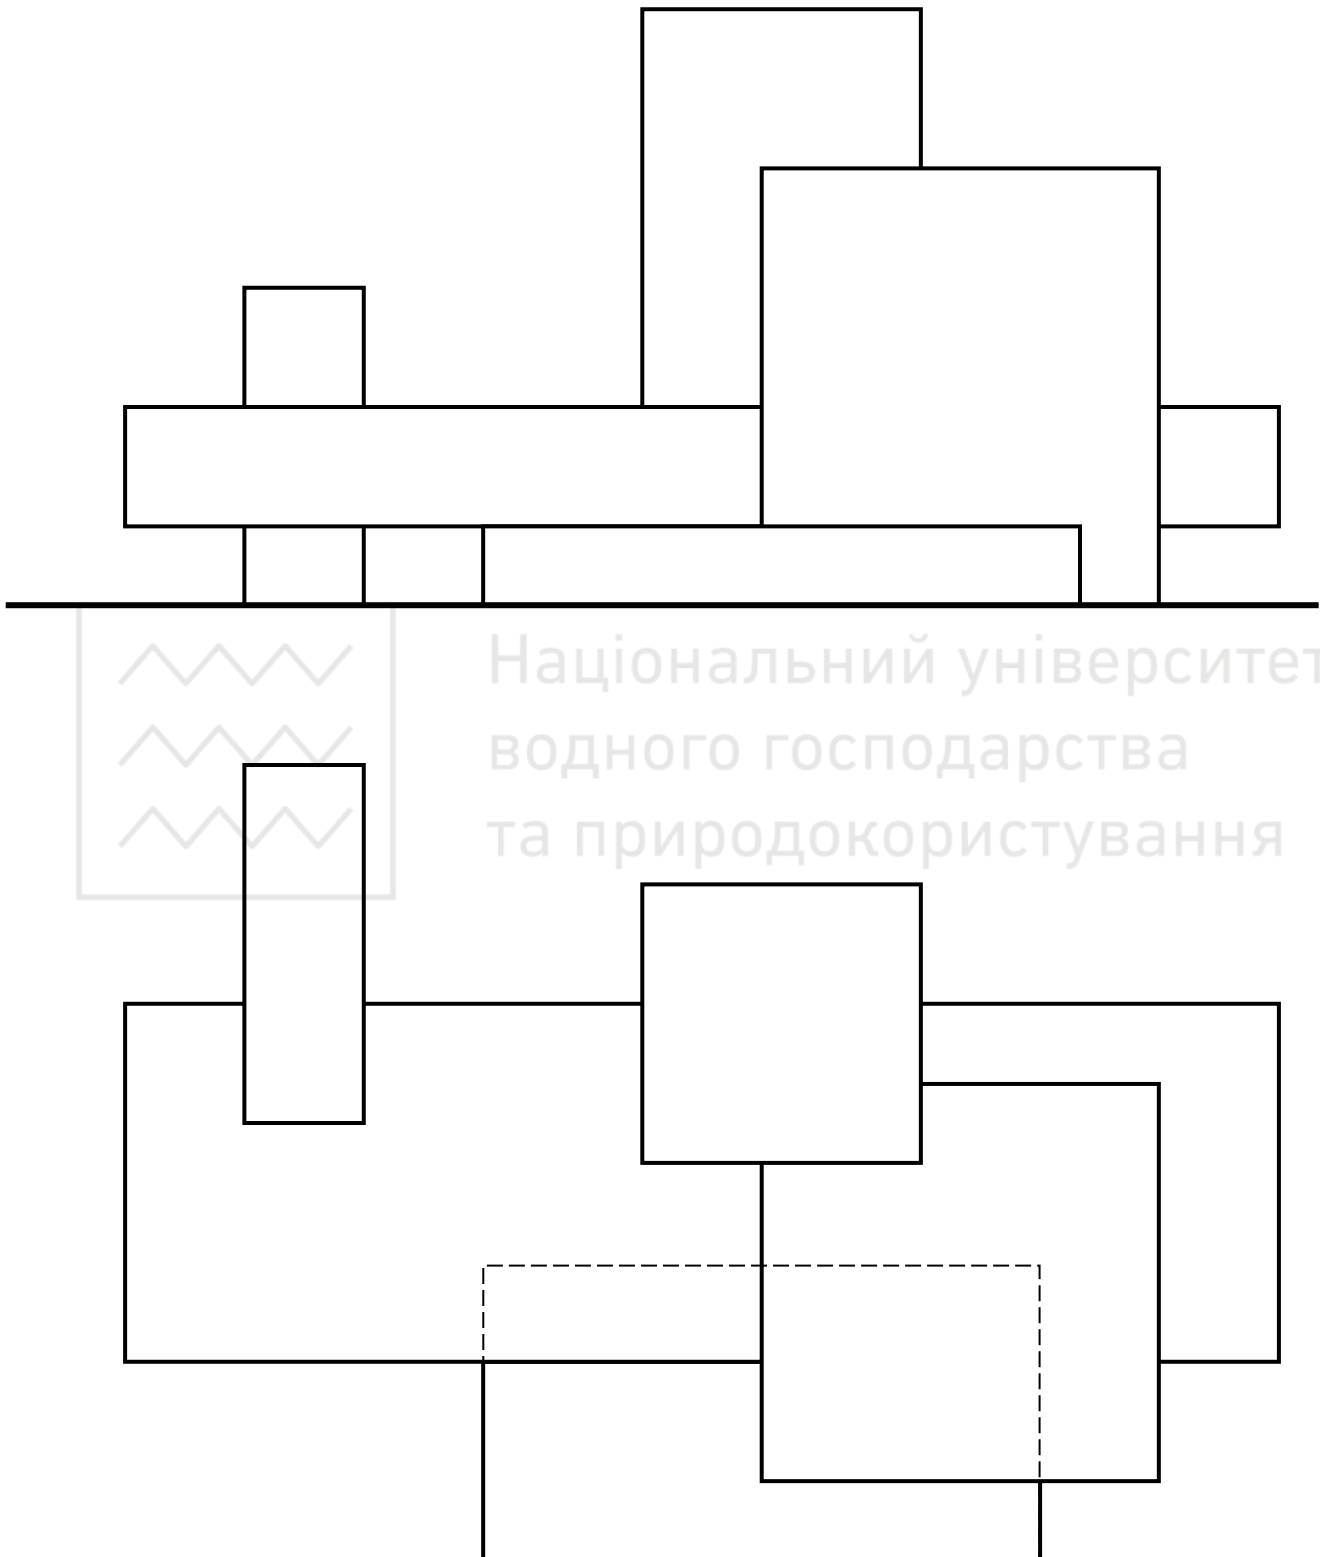 Національний університет
водного господарства
та природокористування